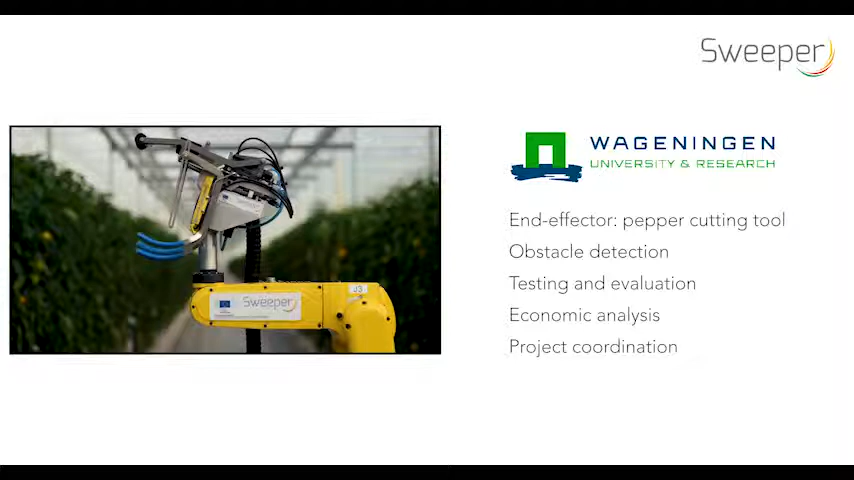 Sweeper
WAGENINGEN
UNIVERSITY & RESEARCH
End-effector: pepper cutting tool
Obstacle detection
Testing and evaluation
Economic analysis
Project coordination
J3
Sweeper